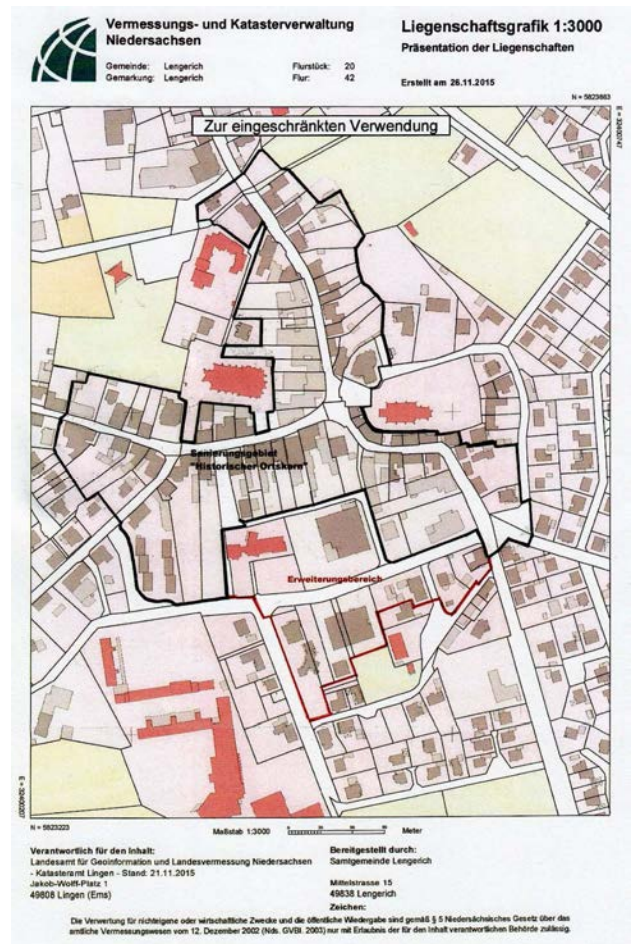 Vermessungs- und Katasterverwaltung
Niedersachsen
Gemeinde: Lengerich
Gemarkung: Lengerich
Flurstück: 20
Flur: 42
Liegenschaftsgrafik 1:3000
Präsentation der Liegenschaften
Erstellt am 26.11.2015
N = 5823883
E = 32400747
Zur eingeschränkten Verwendung
Sanierungsgebiet
"Historischer Ortskern"
Erweiterungsbereich
E = 32400207
N = 5823223
Maßstab 1:3000
Meter
Verantwortlich für den Inhalt:
Landesamt für Geoinformation und Landesvermessung Niedersachsen
- Katasteramt Lingen - Stand: 21.11.2015
Jakob-Wolff-Platz 1
49808 Lingen (Ems)
Bereitgestellt durch:
Samtgemeinde Lengerich
Mittelstrasse 15
49838 Lengerich
Zeichen:
Die Verwertung für nichteigene oder wirtschaftliche Zwecke und die öffentliche Wiedergabe sind gemäß § 5 Niedersächsisches Gesetz über das
amtliche Vermessungswesen vom 12. Dezember 2002 (Nds. GVBl. 2003) nur mit Erlaubnis der für den Inhalt verantwortlichen Behörde zulässig.